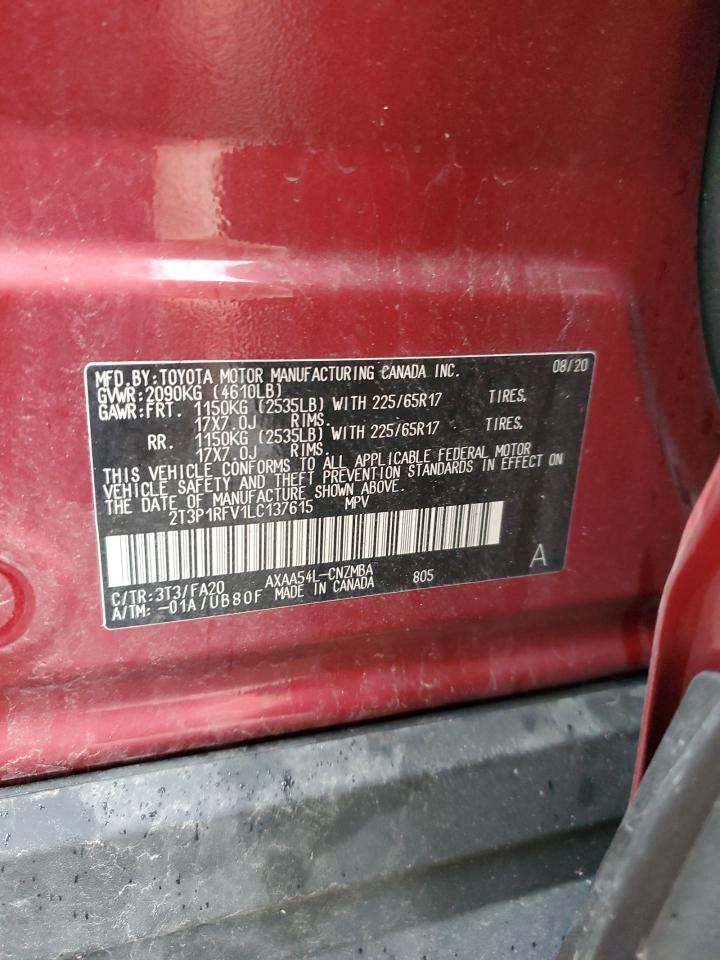 MFD.BY:TOYOTA MOTOR MANUFACTURING CANADA INC. 08/20
GVWR:2090KG (4610LB)
GAWR:FRT. 1150KG (2535LB) WITH 225/65R17 TIRES,
17X7.0J RIMS.
RR. 1150KG (2535LB) WITH 225/65R17 TIRES,
17X7.0J RIMS.
THIS VEHICLE CONFORMS TO ALL APPLICABLE FEDERAL MOTOR
VEHICLE SAFETY AND THEFT PREVENTION STANDARDS IN EFFECT ON
THE DATE OF MANUFACTURE SHOWN ABOVE.
2T3P1RFV1LC137615 MPV
A
C/TR:3T3/FA20 AXAA54L-CNZMBA 805
A/TM:-01A/UB80F MADE IN CANADA